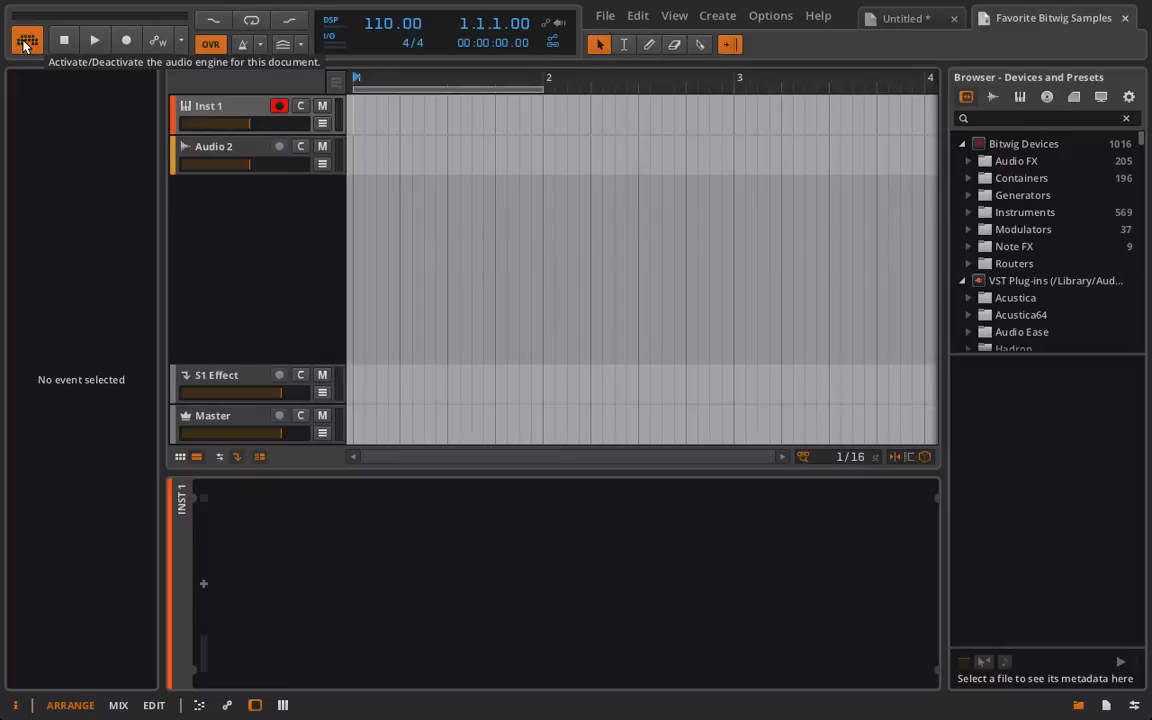 DSP
I/O
110.00
4/4
1.1.1.00
00:00:00.00
OVR
File Edit View Create Options Help
Untitled *
Favorite Bitwig Samples
Activate/Deactivate the audio engine for this document.
1
2
3
4
Inst 1
C M
Audio 2
C M
S1 Effect
C M
Master
C M
No event selected
1/16
INST 1
Browser - Devices and Presets
Bitwig Devices 1016
Audio FX 205
Containers 196
Generators
Instruments 569
Modulators 37
Note FX 9
Routers
VST Plug-ins (/Library/Aud...
Acustica
Acustica64
Audio Ease
Hadron
Select a file to see its metadata here
i ARRANGE MIX EDIT